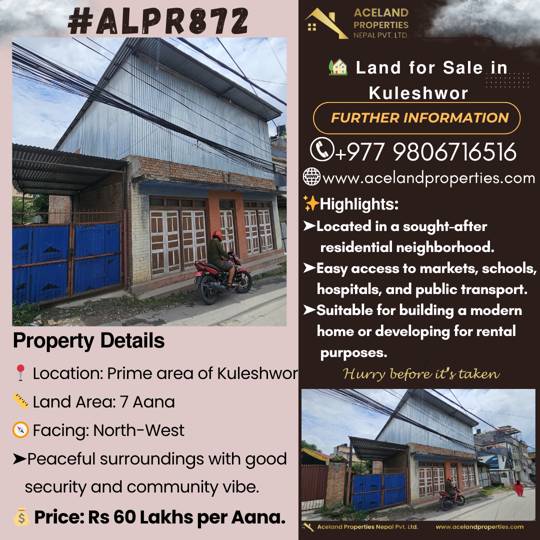 #ALPR872
ACELAND
PROPERTIES
NEPAL PVT. LTD.
Land for Sale in
Kuleshwor
FURTHER INFORMATION
+977 9806716516
www.acelandproperties.com
Highlights:
➤Located in a sought-after
residential neighborhood.
➤Easy access to markets, schools,
hospitals, and public transport.
➤Suitable for building a modern
home or developing for rental
purposes.
Hurry before it's taken
Property Details
Location: Prime area of Kuleshwor
Land Area: 7 Aana
Facing: North-West
➤Peaceful surroundings with good
security and community vibe.
Price: Rs 60 Lakhs per Aana.
Aceland Properties Nepal Pvt. Ltd.
www.acelandproperties.com